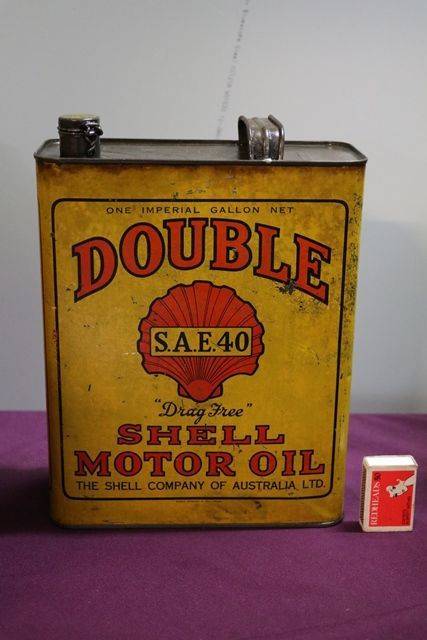 ONE IMPERIAL GALLON NET
DOUBLE
S.A.E.40
"Drag Free"
SHELL
MOTOR OIL
THE SHELL COMPANY OF AUSTRALIA LTD.
REDHEADS